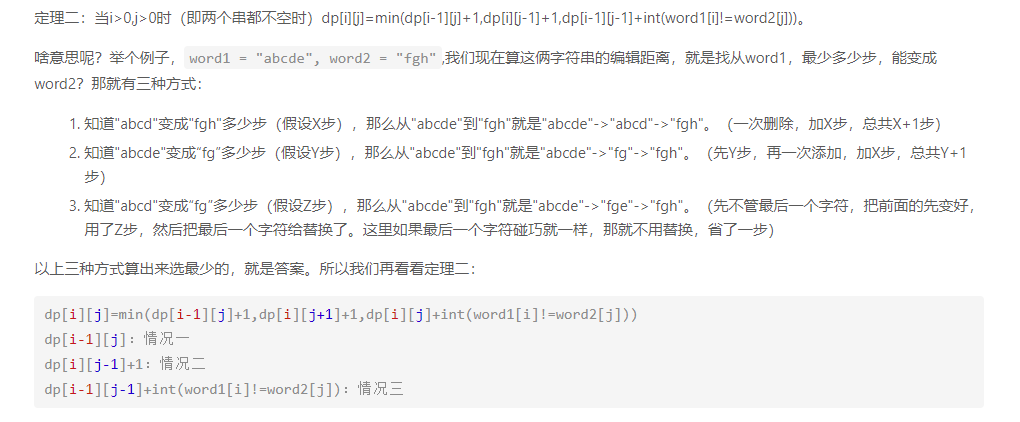 定理二：当i>0,j>0时（即两个串都不空时）dp[i][j]=min(dp[i-1][j]+1,dp[i][j-1]+1,dp[i-1][j-1]+int(word1[i]!=word2[j]))。
啥意思呢？举个例子，word1 = "abcde", word2 = "fgh",我们现在算这俩字符串的编辑距离，就是找从word1，最少多少步，能变成
word2？那就有三种方式：
1. 知道"abcd"变成"fgh"多少步（假设X步），那么从"abcde"到"fgh"就是"abcde"->"abcd"->"fgh"。（一次删除，加X步，总共X+1步）
2. 知道"abcde"变成“fg”多少步（假设Y步），那么从"abcde"到"fgh"就是"abcde"->"fg"->"fgh"。（先Y步，再一次添加，加X步，总共Y+1
步）
3. 知道"abcd"变成“fg”多少步（假设Z步），那么从"abcde"到"fgh"就是"abcde"->"fge"->"fgh"。（先不管最后一个字符，把前面的先变好，
用了Z步，然后把最后一个字符给替换了。这里如果最后一个字符碰巧就一样，那就不用替换，省了一步）
以上三种方式算出来选最少的，就是答案。所以我们再看看定理二：
dp[i][j]=min(dp[i-1][j]+1,dp[i][j+1]+1,dp[i][j]+int(word1[i]!=word2[j]))
dp[i-1][j]：情况一
dp[i][j-1]+1：情况二
dp[i-1][j-1]+int(word1[i]!=word2[j])：情况三